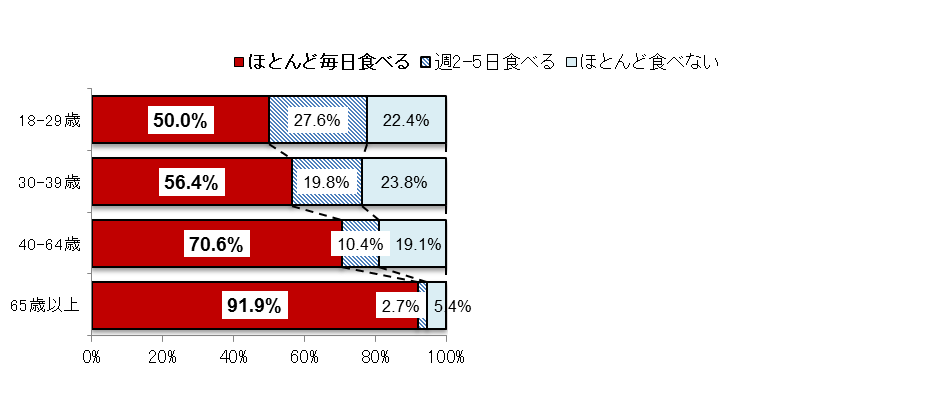 ほとんど毎日食べる 週2-5日食べる ほとんど食べない
18-29歳 50.0% 27.6% 22.4%
30-39歳 56.4% 19.8% 23.8%
40-64歳 70.6% 10.4% 19.1%
65歳以上 91.9% 2.7% 5.4%
0% 20% 40% 60% 80% 100%